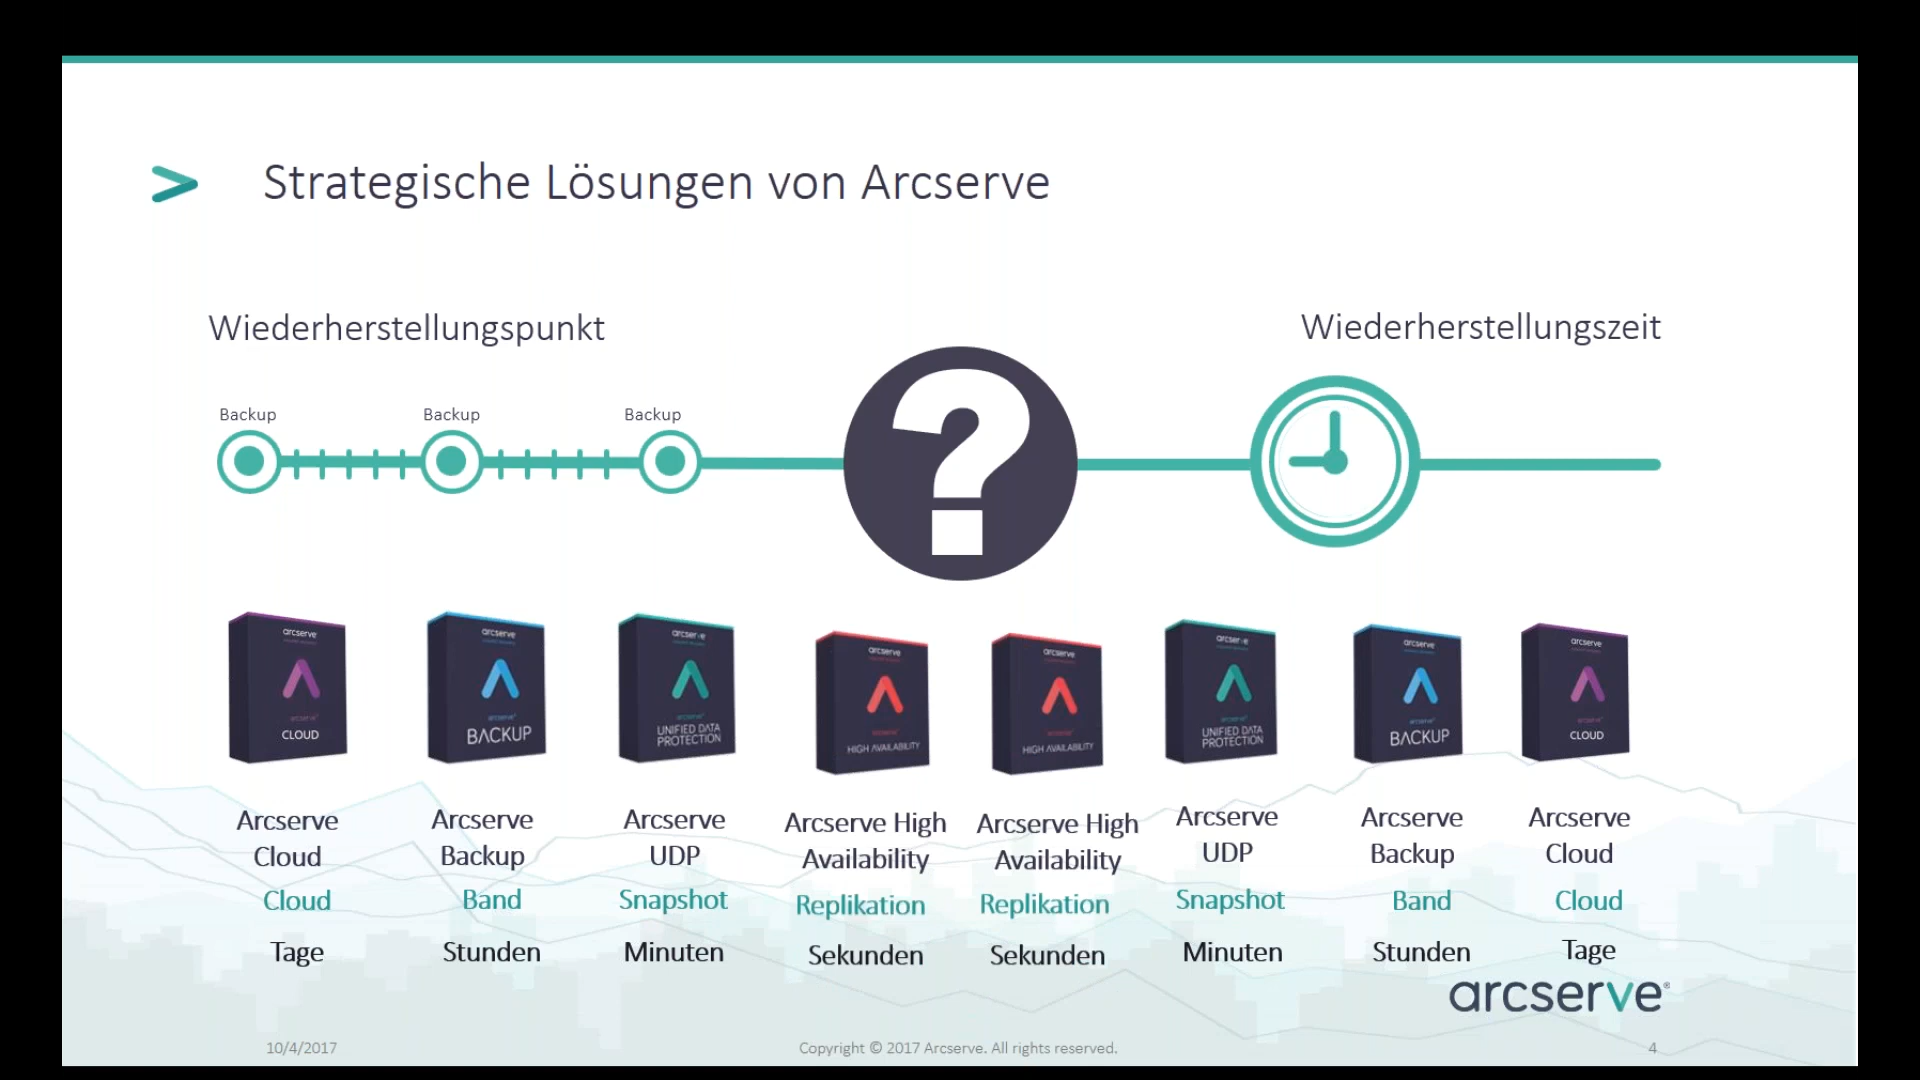 Strategische Lösungen von Arcserve
Wiederherstellungspunkt
Wiederherstellungszeit
Backup
Backup
Backup
?
arcserve
CLOUD
arcserve
BACKUP
arcserve
UNIFIED DATA
PROTECTION
arcserve
HIGH AVAILABILITY
arcserve
HIGH AVAILABILITY
arcserve
UNIFIED DATA
PROTECTION
arcserve
BACKUP
arcserve
CLOUD
Arcserve
Cloud
Cloud
Tage
Arcserve
Backup
Band
Stunden
Arcserve
UDP
Snapshot
Minuten
Arcserve High
Availability
Replikation
Sekunden
Arcserve High
Availability
Replikation
Sekunden
Arcserve
UDP
Snapshot
Minuten
Arcserve
Backup
Band
Stunden
Arcserve
Cloud
Cloud
Tage
arcserve®
10/4/2017
Copyright © 2017 Arcserve. All rights reserved.
4